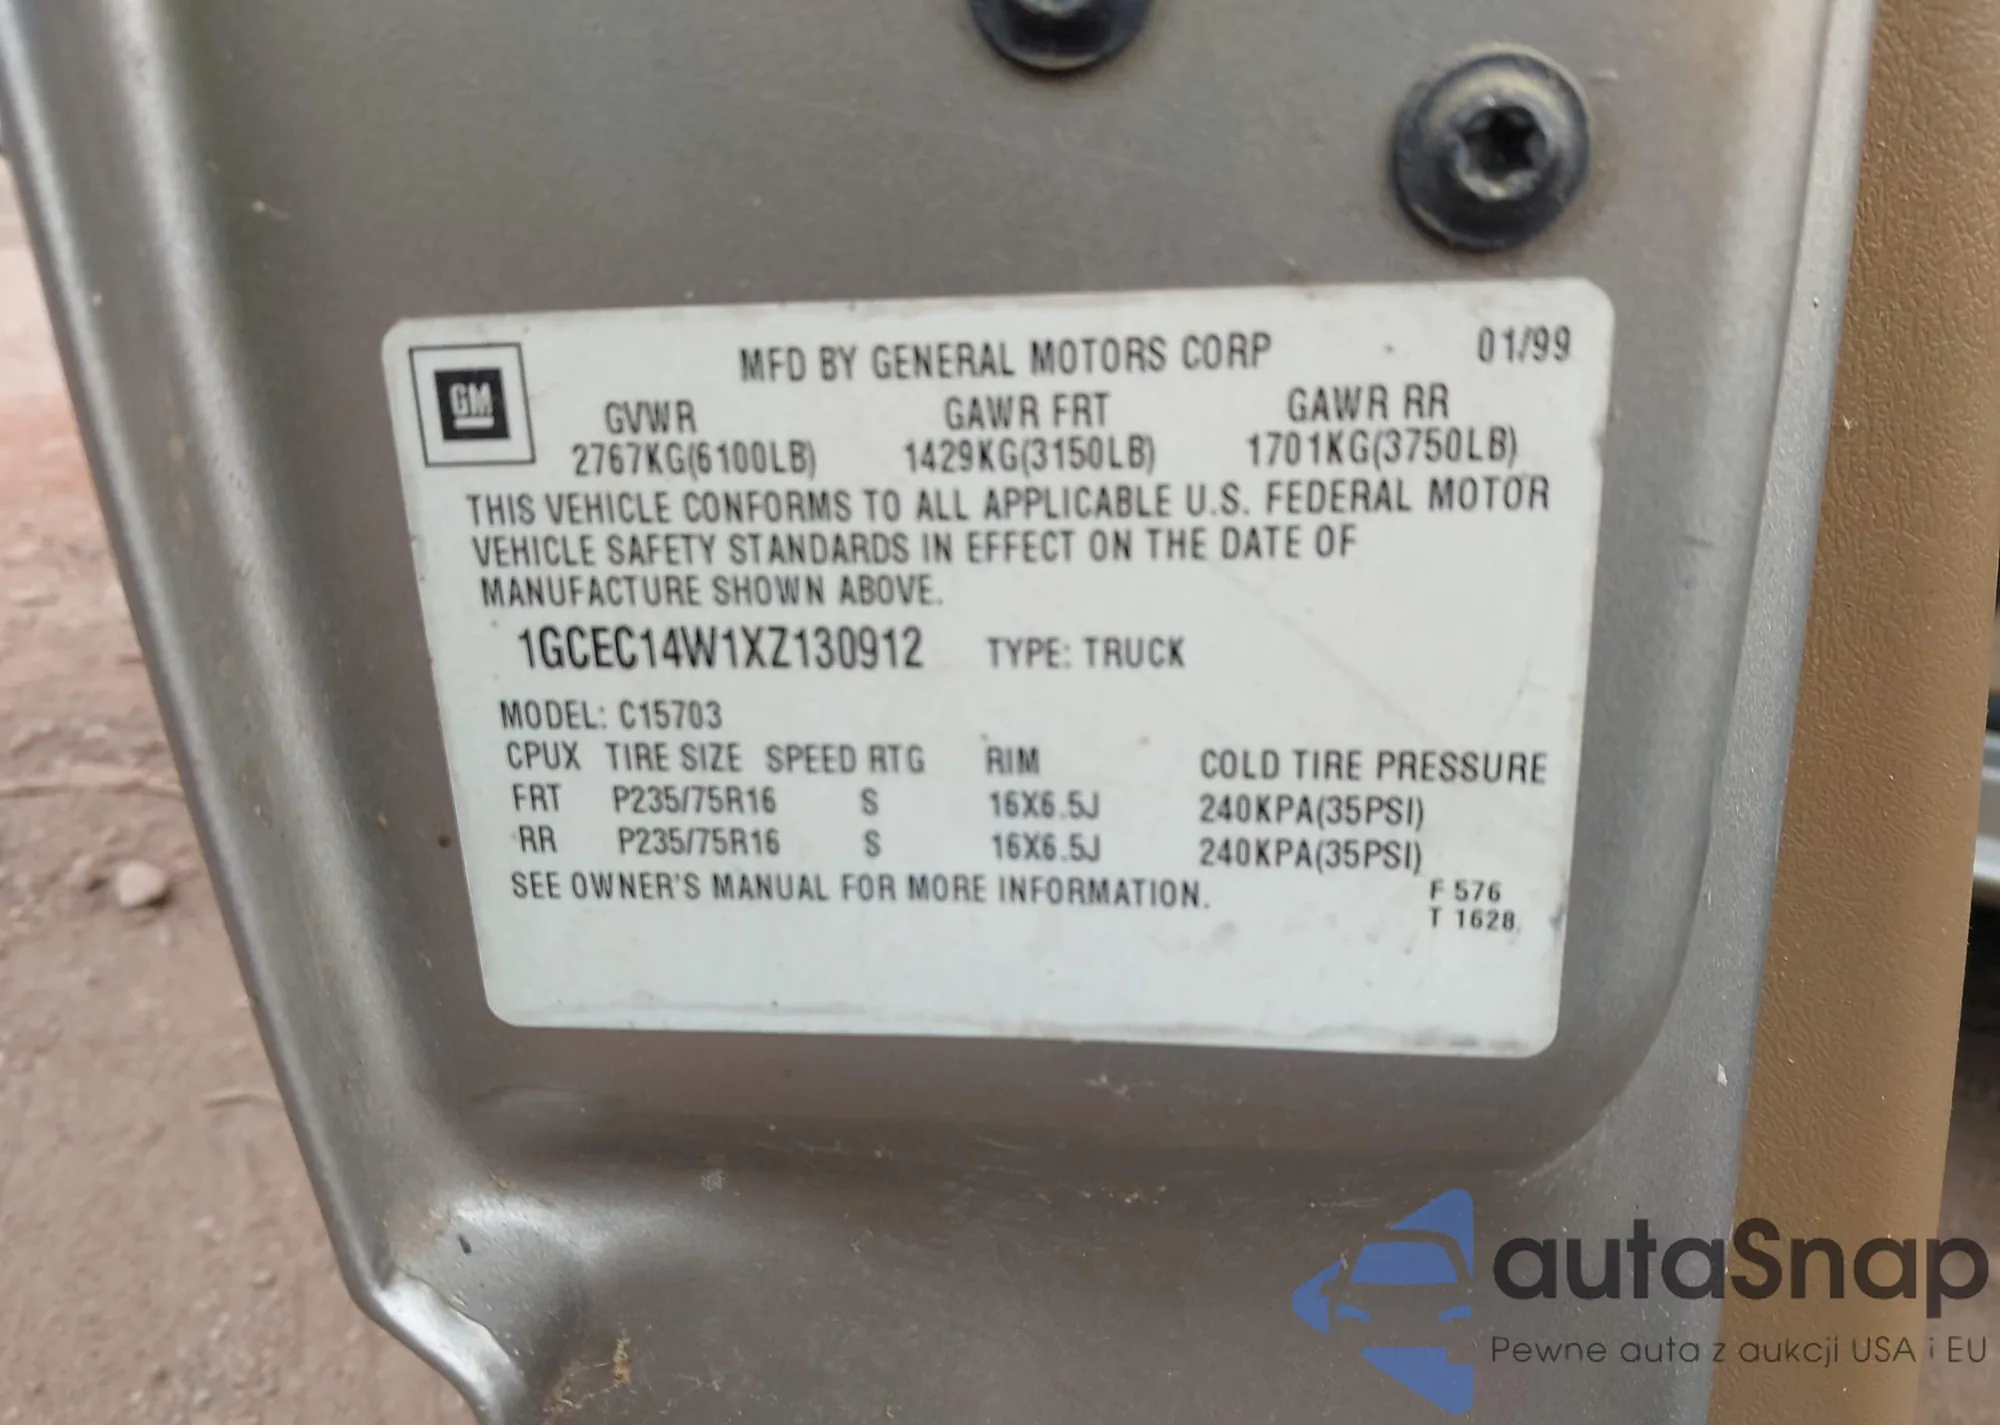 MFD BY GENERAL MOTORS CORP 01/99
GM
GVWR GAWR FRT GAWR RR
2767KG(6100LB) 1429KG(3150LB) 1701KG(3750LB)
THIS VEHICLE CONFORMS TO ALL APPLICABLE U.S. FEDERAL MOTOR
VEHICLE SAFETY STANDARDS IN EFFECT ON THE DATE OF
MANUFACTURE SHOWN ABOVE.
1GCEC14W1XZ130912 TYPE: TRUCK
MODEL: C15703
CPUX TIRE SIZE SPEED RTG RIM COLD TIRE PRESSURE
FRT P235/75R16 S 16X6.5J 240KPA(35PSI)
RR P235/75R16 S 16X6.5J 240KPA(35PSI)
SEE OWNER'S MANUAL FOR MORE INFORMATION.
F 576
T 1628
autaSnap
Pewne auta z aukcji USA i EU